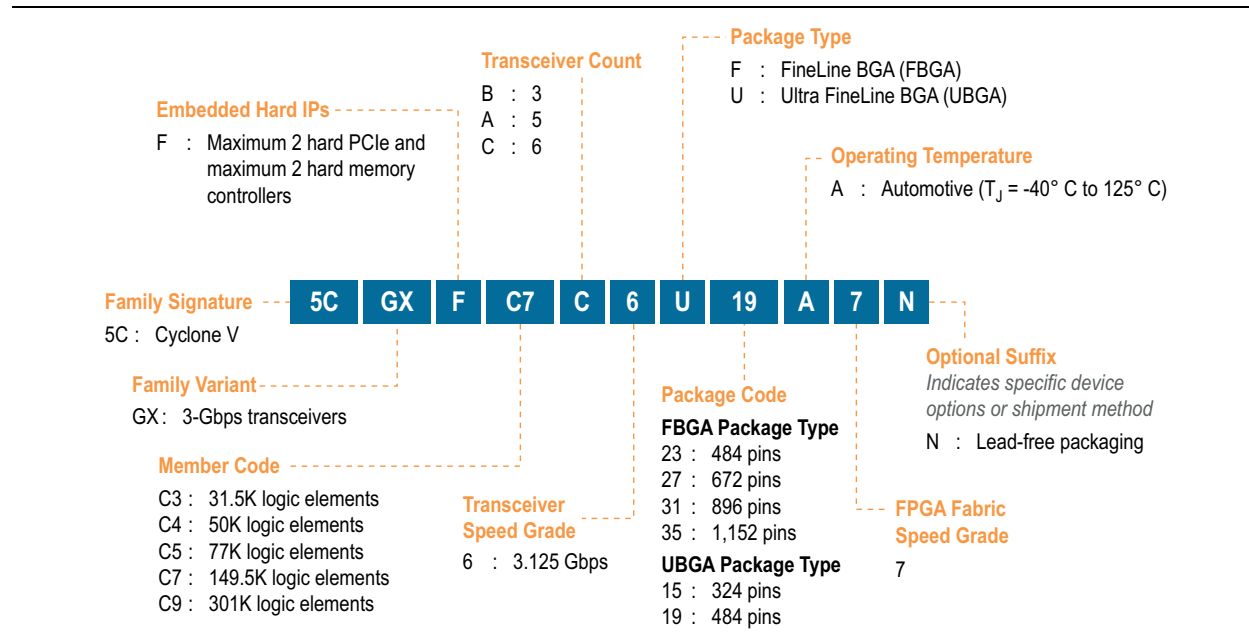 Package Type
F : FineLine BGA (FBGA)
U : Ultra FineLine BGA (UBGA)
Transceiver Count
B : 3
A : 5
C : 6
Embedded Hard IPs
F : Maximum 2 hard PCIe and
maximum 2 hard memory
controllers
Operating Temperature
A : Automotive (TJ = -40° C to 125° C)
Family Signature
5C : Cyclone V
5C GX F C7 C 6 U 19 A 7 N
Family Variant
GX : 3-Gbps transceivers
Member Code
C3 : 31.5K logic elements
C4 : 50K logic elements
C5 : 77K logic elements
C7 : 149.5K logic elements
C9 : 301K logic elements
Transceiver
Speed Grade
6 : 3.125 Gbps
Package Code
FBGA Package Type
23 : 484 pins
27 : 672 pins
31 : 896 pins
35 : 1,152 pins
UBGA Package Type
15 : 324 pins
19 : 484 pins
FPGA Fabric
Speed Grade
7
Optional Suffix
Indicates specific device
options or shipment method
N : Lead-free packaging